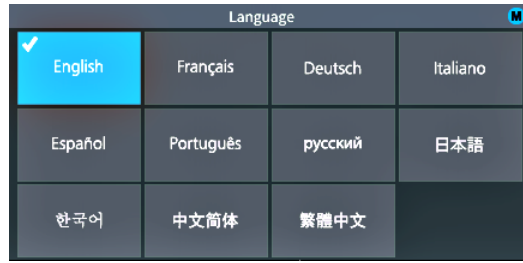 Language
M
English
Français
Deutsch
Italiano
Español
Português
русский
日本語
한국어
中文简体
繁體中文